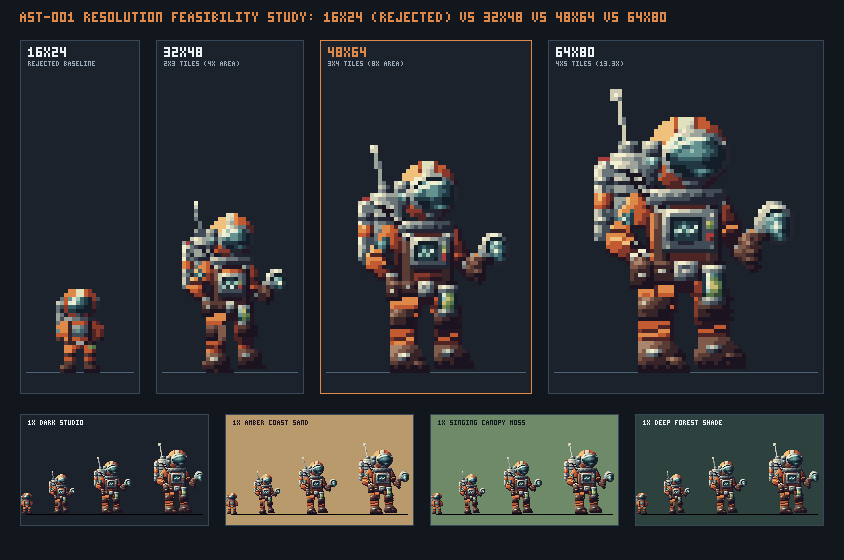 AST-001 RESOLUTION FEASIBILITY STUDY: 16X24 (REJECTED) VS 32X48 VS 48X64 VS 64X80
16X24
REJECTED BASELINE
32X48
2X3 TILES (4X AREA)
48X64
3X4 TILES (8X AREA)
64X80
4X5 TILES (13.3X)
1X DARK STUDIO
1X AMBER COAST SAND
1X SINGING CANOPY MOSS
1X DEEP FOREST SHADE